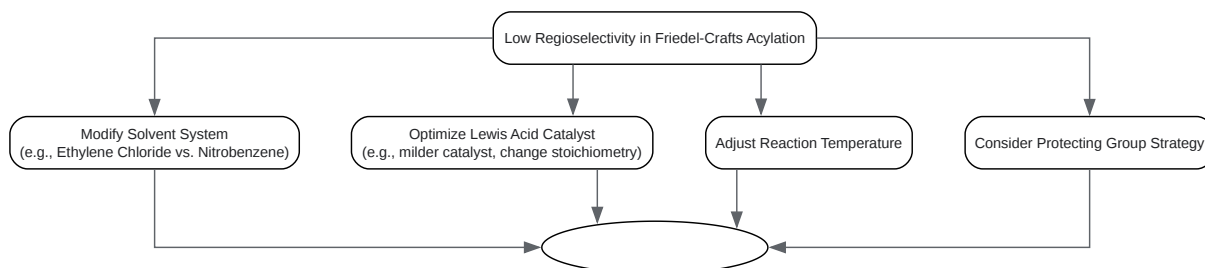 Low Regioselectivity in Friedel-Crafts Acylation
Modify Solvent System
(e.g., Ethylene Chloride vs. Nitrobenzene)
Optimize Lewis Acid Catalyst
(e.g., milder catalyst, change stoichiometry)
Adjust Reaction Temperature
Consider Protecting Group Strategy